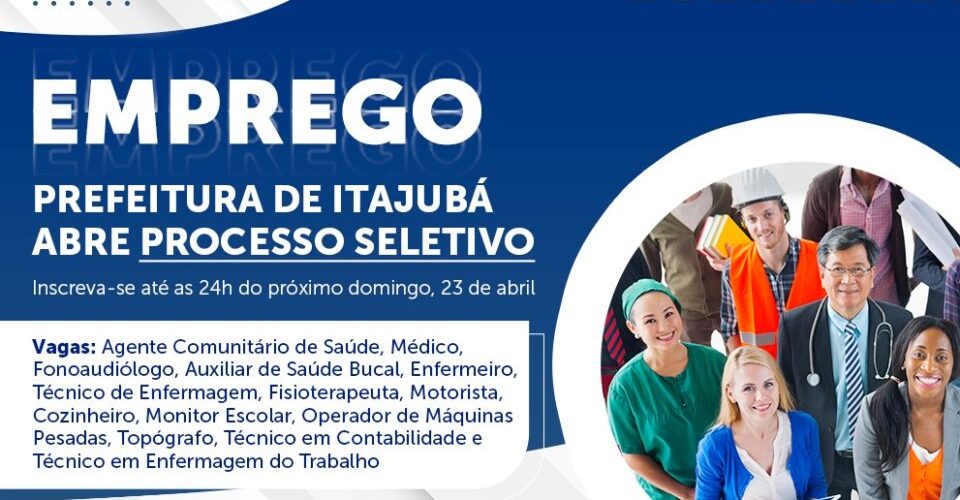 EMPREGO
PREFEITURA DE ITAJUBÁ
ABRE PROCESSO SELETIVO
Inscreva-se até as 24h do próximo domingo, 23 de abril
Vagas: Agente Comunitário de Saúde, Médico,
Fonoaudiólogo, Auxiliar de Saúde Bucal, Enfermeiro,
Técnico de Enfermagem, Fisioterapeuta, Motorista,
Cozinheiro, Monitor Escolar, Operador de Máquinas
Pesadas, Topógrafo, Técnico em Contabilidade e
Técnico em Enfermagem do Trabalho